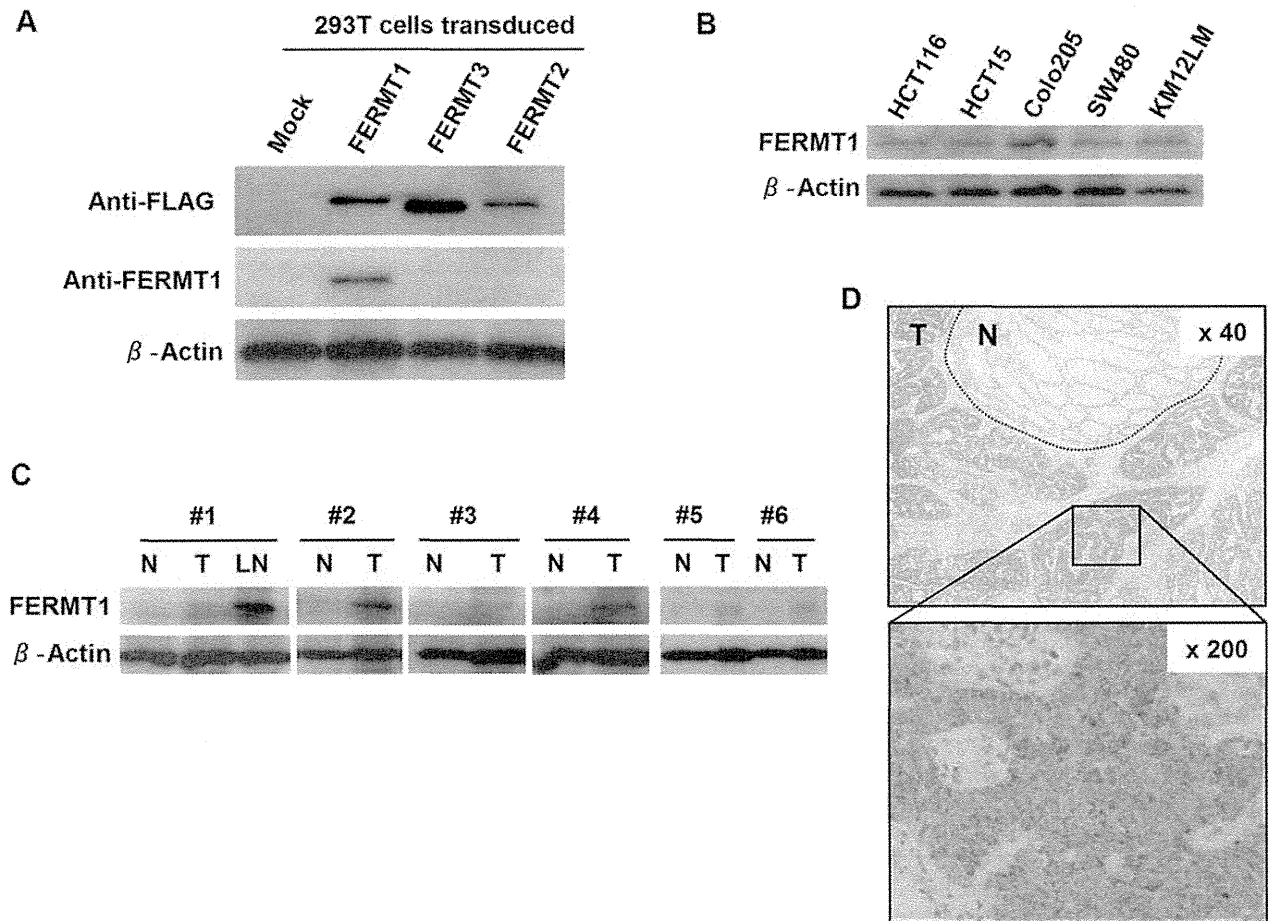 A
293T cells transduced
Mock
FERMT1
FERMT3
FERMT2
Anti-FLAG
Anti-FERMT1
β-Actin
B
HCT116
HCT15
Colo205
SW480
KM12LM
FERMT1
β-Actin
C
#1 #2 #3 #4 #5 #6
N T LN N T N T N T N T N T
FERMT1
β-Actin
D
T N x 40
x 200